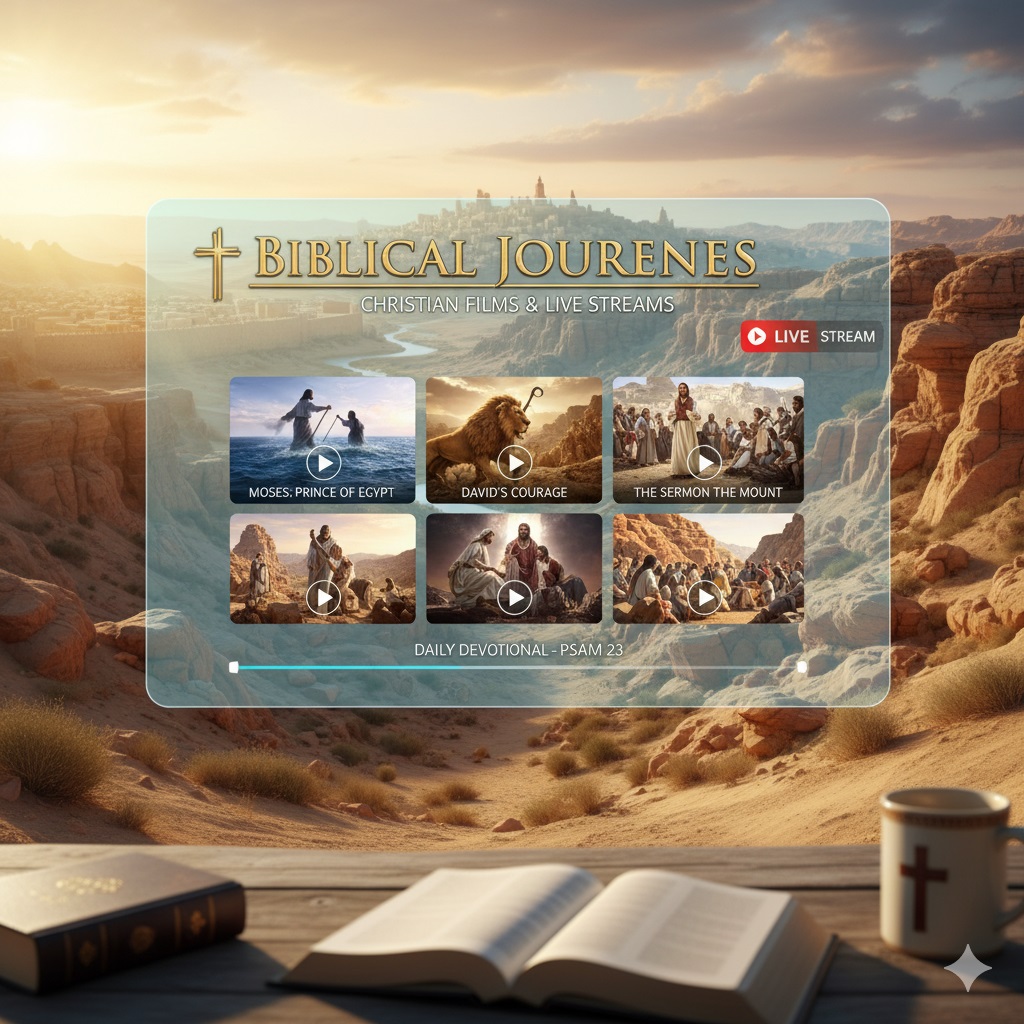 BIBLICAL JOURENES
CHRISTIAN FILMS & LIVE STREAMS
LIVE STREAM
MOSES: PRINCE OF EGYPT
DAVID'S COURAGE
THE SERMON THE MOUNT
DAILY DEVOTIONAL - PSAM 23